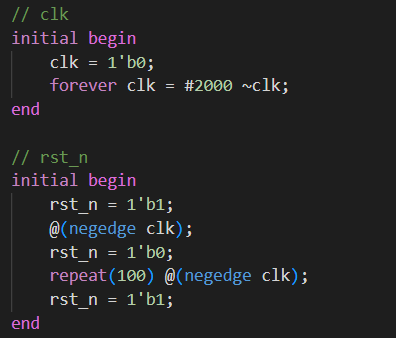 // clk
initial begin
    clk = 1'b0;
    forever clk = #2000 ~clk;
end

// rst_n
initial begin
    rst_n = 1'b1;
    @(negedge clk);
    rst_n = 1'b0;
    repeat(100) @(negedge clk);
    rst_n = 1'b1;
end